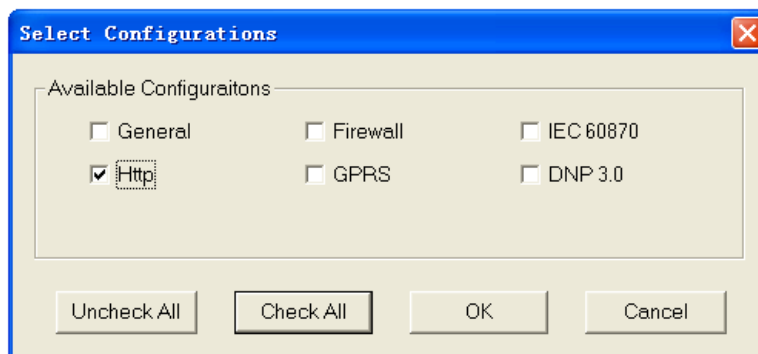 Select Configurations
Available Configuraitons
General Firewall IEC 60870
Http GPRS DNP 3.0
Uncheck All Check All OK Cancel